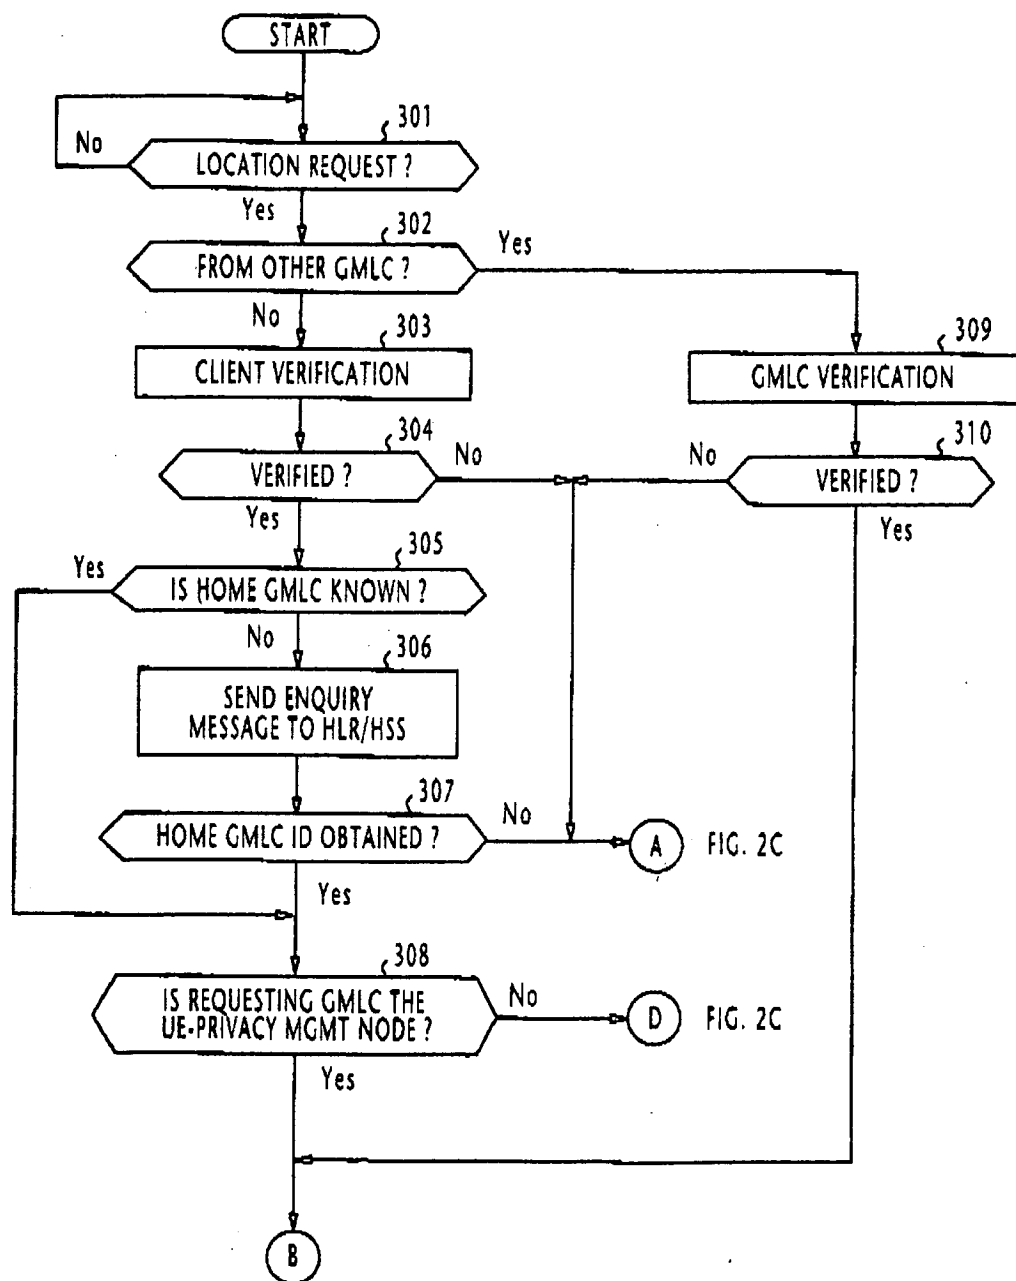 START
301
No
LOCATION REQUEST ?
Yes
302
Yes
FROM OTHER GMLC ?
No
303
309
CLIENT VERIFICATION
GMLC VERIFICATION
304
310
No
No
VERIFIED ?
VERIFIED ?
Yes
Yes
305
Yes
IS HOME GMLC KNOWN ?
No
306
SEND ENQUIRY
MESSAGE TO HLR/HSS
307
No
HOME GMLC ID OBTAINED ?
A
FIG. 2C
Yes
308
No
IS REQUESTING GMLC THE
UE-PRIVACY MGMT NODE ?
D
FIG. 2C
Yes
B